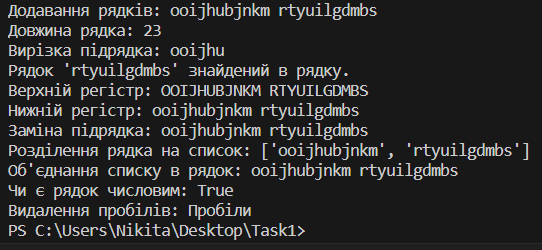 Додавання рядків: ooijhubjnkm rtyuilgdmbs
Довжина рядка: 23
Вирізка підрядка: ooijhu
Рядок 'rtyuilgdmbs' знайдений в рядку.
Верхній регістр: OOIJHUBJNKM RTYUILGDMBS
Нижній регістр: ooijhubjnkm rtyuilgdmbs
Заміна підрядка: ooijhubjnkm rtyuilgdmbs
Розділення рядка на список: ['ooijhubjnkm', 'rtyuilgdmbs']
Об'єднання списку в рядок: ooijhubjnkm rtyuilgdmbs
Чи є рядок числовим: True
Видалення пробілів: Пробіли
PS C:\Users\Nikita\Desktop\Task1>